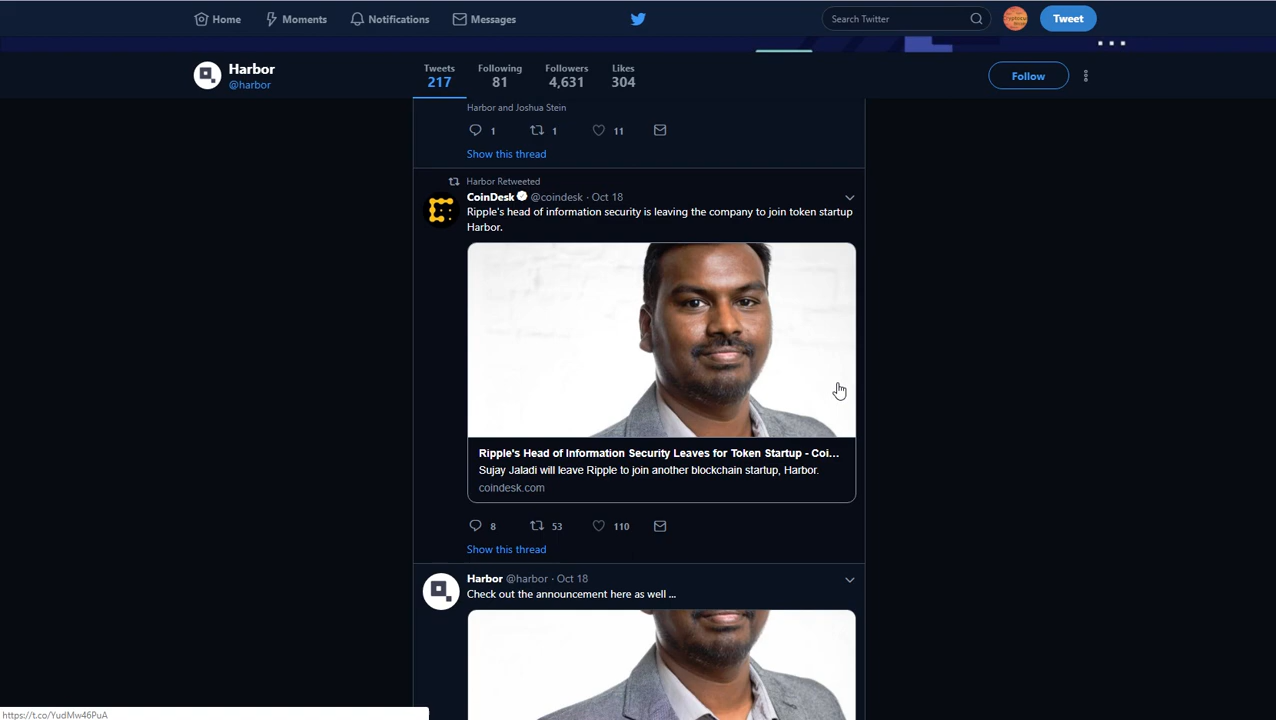 Home Moments Notifications Messages Search Twitter Tweet
Harbor
@harbor
Tweets Following Followers Likes
217 81 4,631 304
Follow
Harbor and Joshua Stein
1 1 11
Show this thread
Harbor Retweeted
CoinDesk @coindesk · Oct 18
Ripple's head of information security is leaving the company to join token startup
Harbor.
Ripple's Head of Information Security Leaves for Token Startup - Coi...
Sujay Jaladi will leave Ripple to join another blockchain startup, Harbor.
coindesk.com
8 53 110
Show this thread
Harbor @harbor · Oct 18
Check out the announcement here as well ...
https://t.co/YudMw46PuA